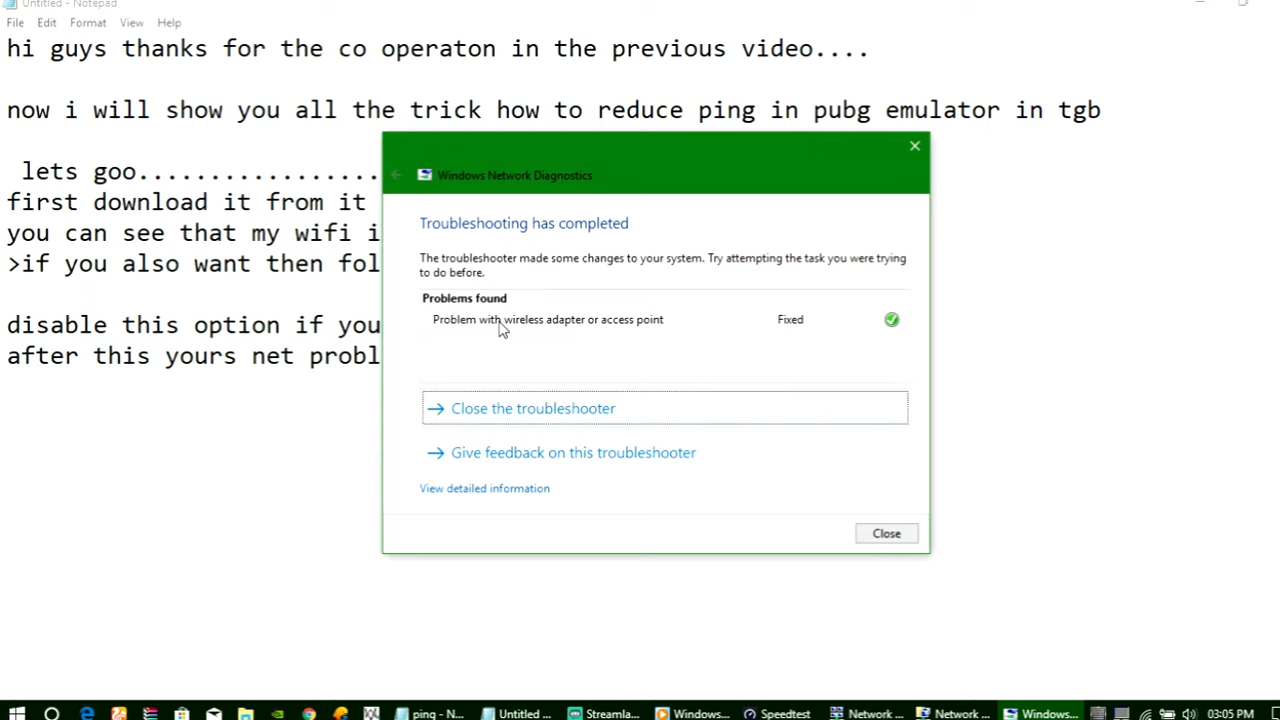 Untitled - Notepad
File Edit Format View Help
hi guys thanks for the co operaton in the previous video....
now i will show you all the trick how to reduce ping in pubg emulator in tgb
lets goo.................
first download it from it
you can see that my wifi i
>if you also want then fol
disable this option if you
after this yours net probl
Windows Network Diagnostics
Troubleshooting has completed
The troubleshooter made some changes to your system. Try attempting the task you were trying
to do before.
Problems found
Problem with wireless adapter or access point Fixed
Close the troubleshooter
Give feedback on this troubleshooter
View detailed information
Close
ping - N... Untitled ... Streamla... Windows... Speedtest Network ... Network ... Windows... 03:05 PM